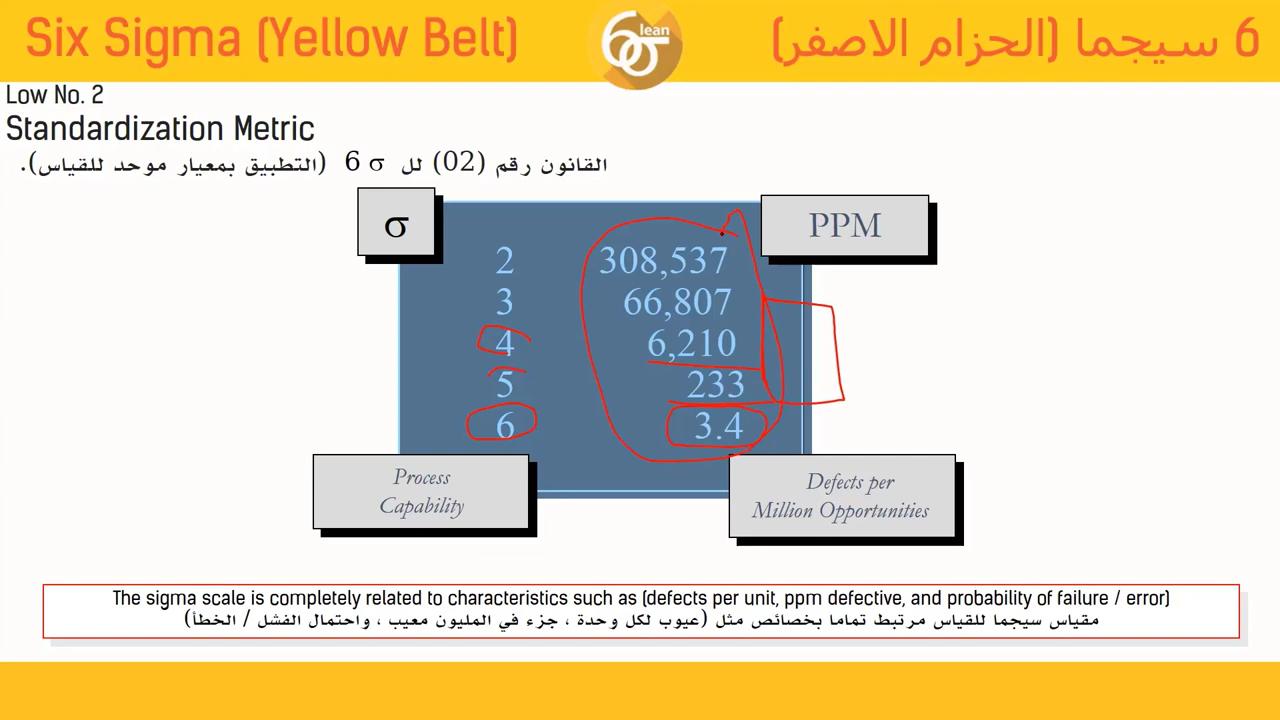 Six Sigma (Yellow Belt)
lean
6σ
6 سيجما (الحزام الاصفر)
Low No. 2
Standardization Metric
القانون رقم (02) لل 6 σ (التطبيق بمعيار موحد للقياس).
σ
PPM
2 308,537
3 66,807
4 6,210
5 233
6 3.4
Process
Capability
Defects per
Million Opportunities
The sigma scale is completely related to characteristics such as (defects per unit, ppm defective, and probability of failure / error)
مقياس سيجما للقياس مرتبط تماما بخصائص مثل (عيوب لكل وحدة ، جزء في المليون معيب ، واحتمال الفشل / الخطأ)